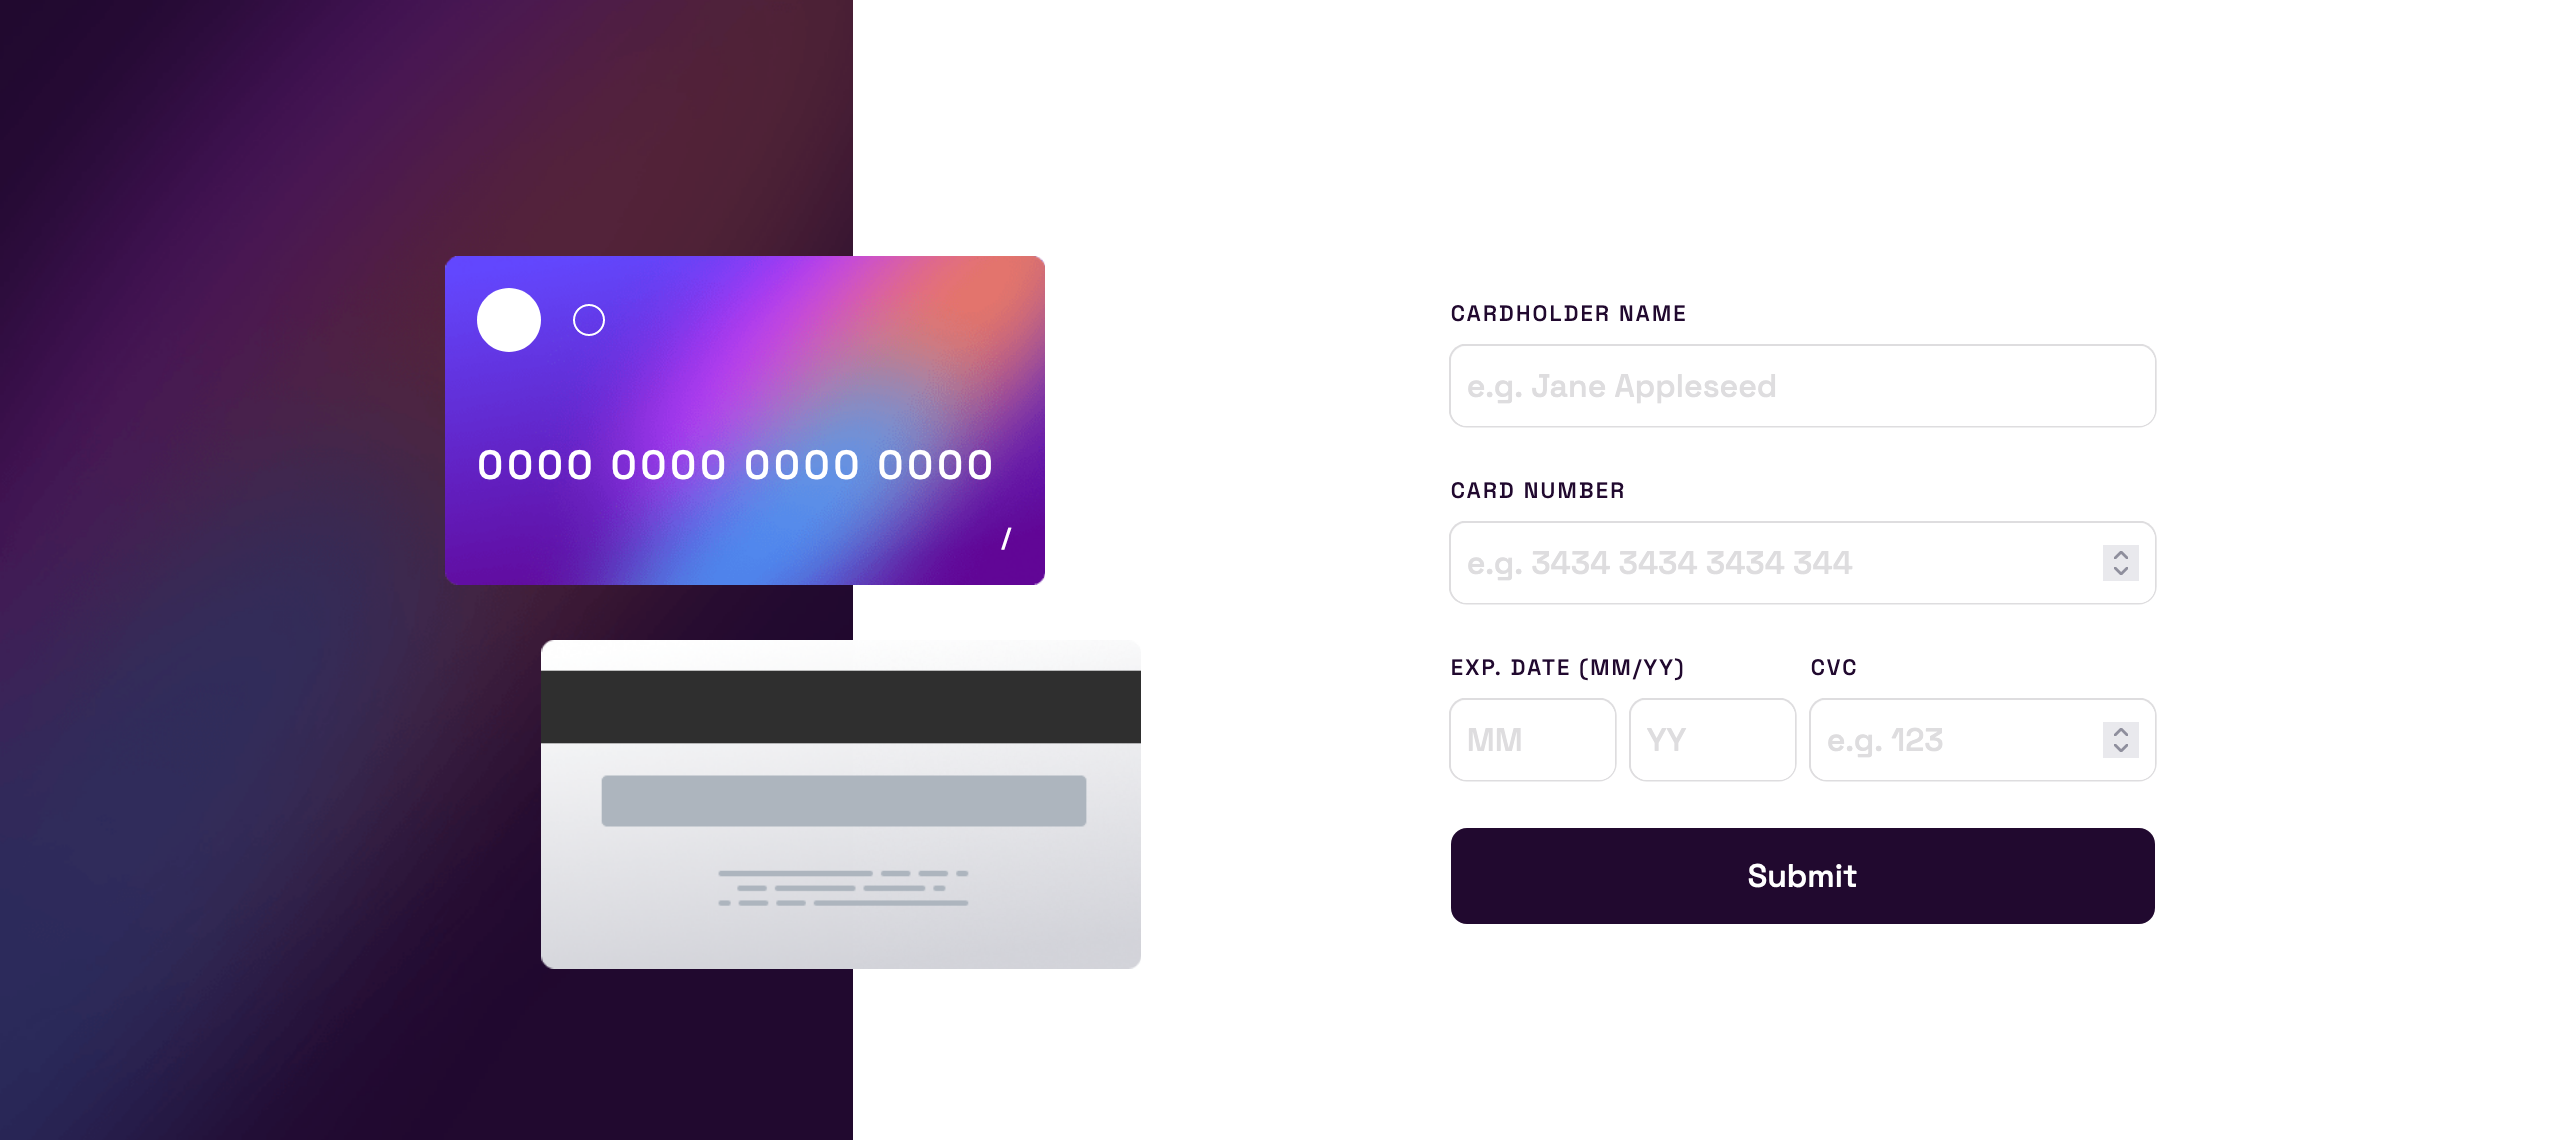 0000 0000 0000 0000
/
CARDHOLDER NAME
e.g. Jane Appleseed
CARD NUMBER
e.g. 3434 3434 3434 344
EXP. DATE (MM/YY) CVC
MM YY e.g. 123
Submit